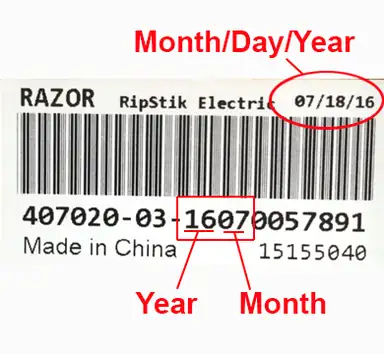 Month/Day/Year
RAZOR RipStik Electric 07/18/16
407020-03-16070057891
Made in China 15155040
Year Month